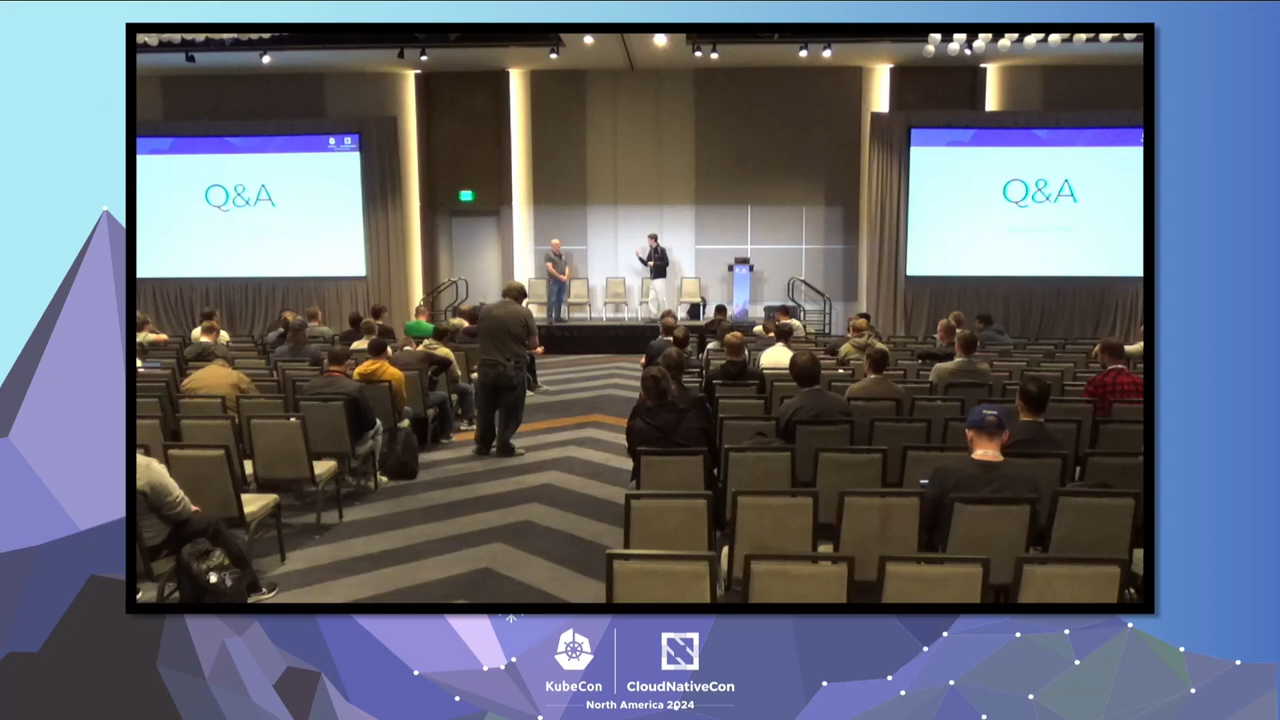 Q&A
Q&A
KubeCon
CloudNativeCon
North America 2024